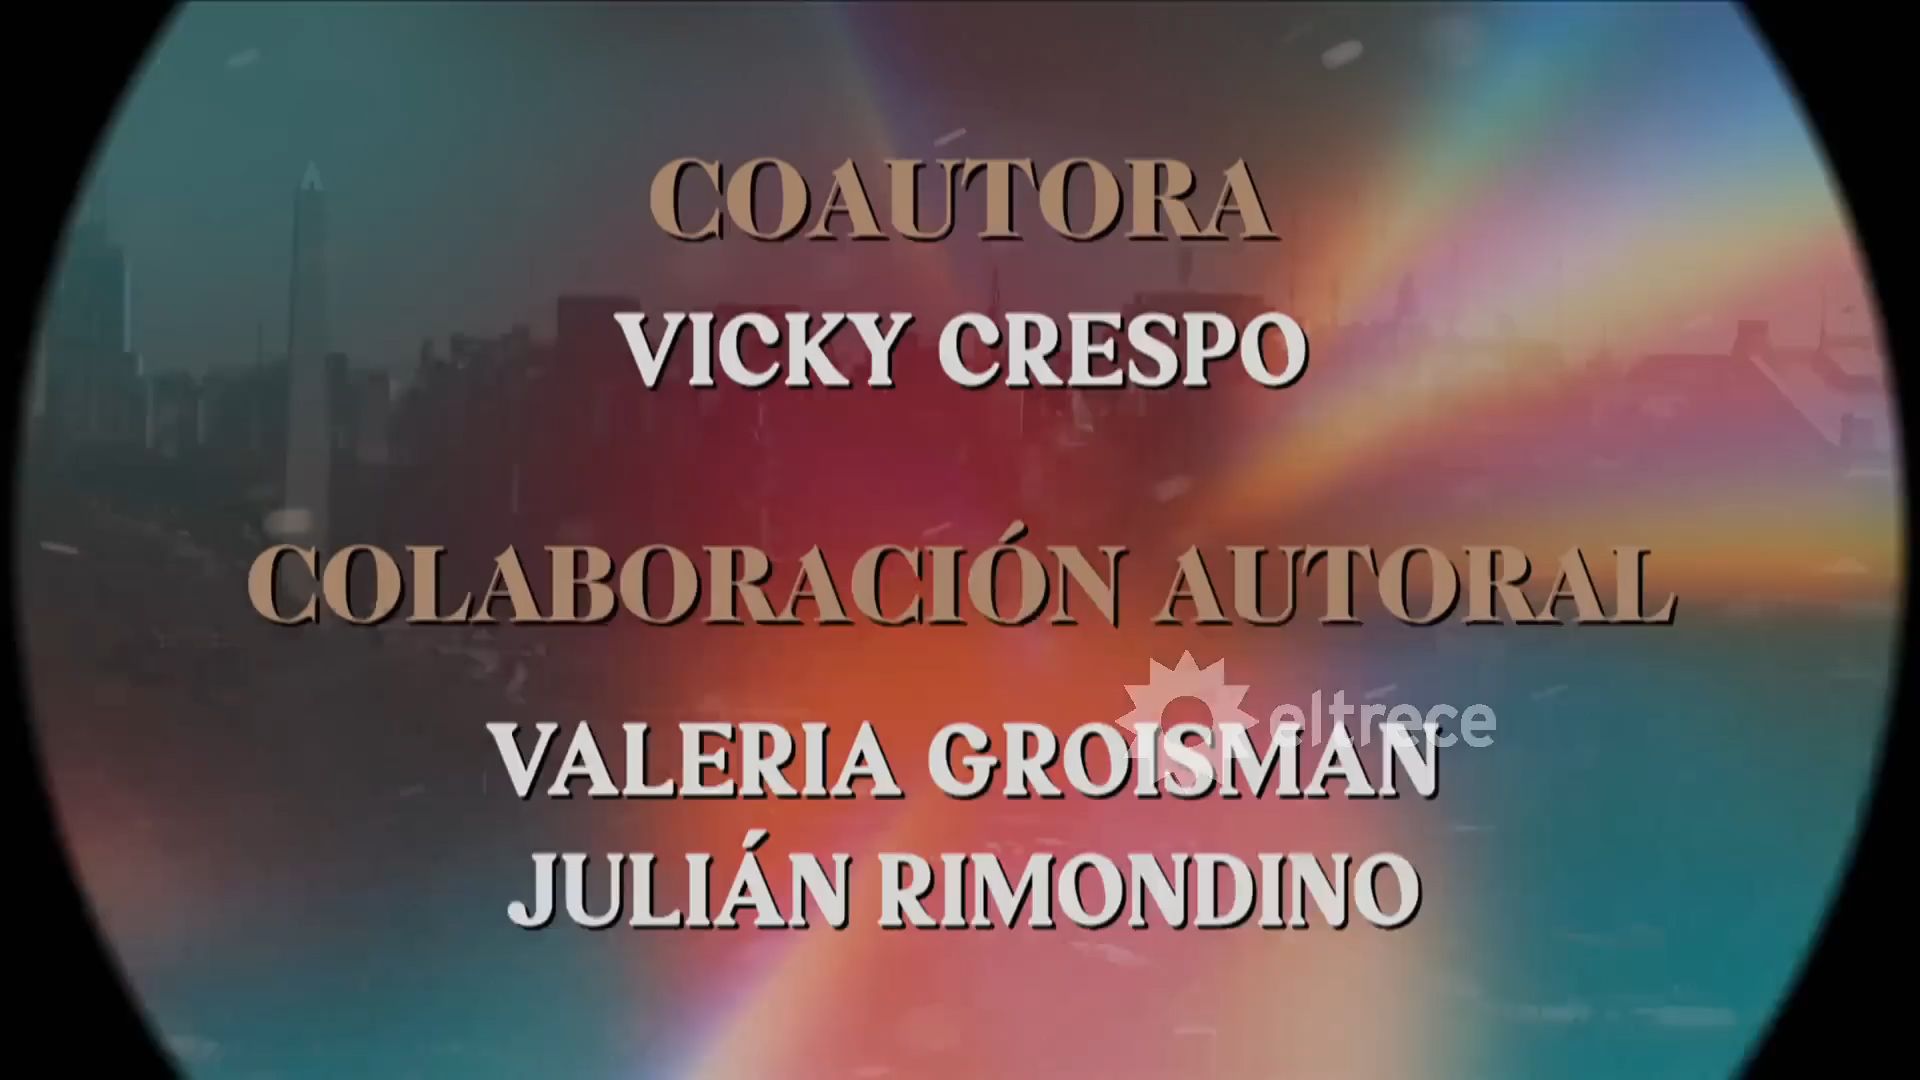 COAUTORA
VICKY CRESPO
COLABORACIÓN AUTORAL
eltrece
VALERIA GROISMAN
JULIÁN RIMONDINO